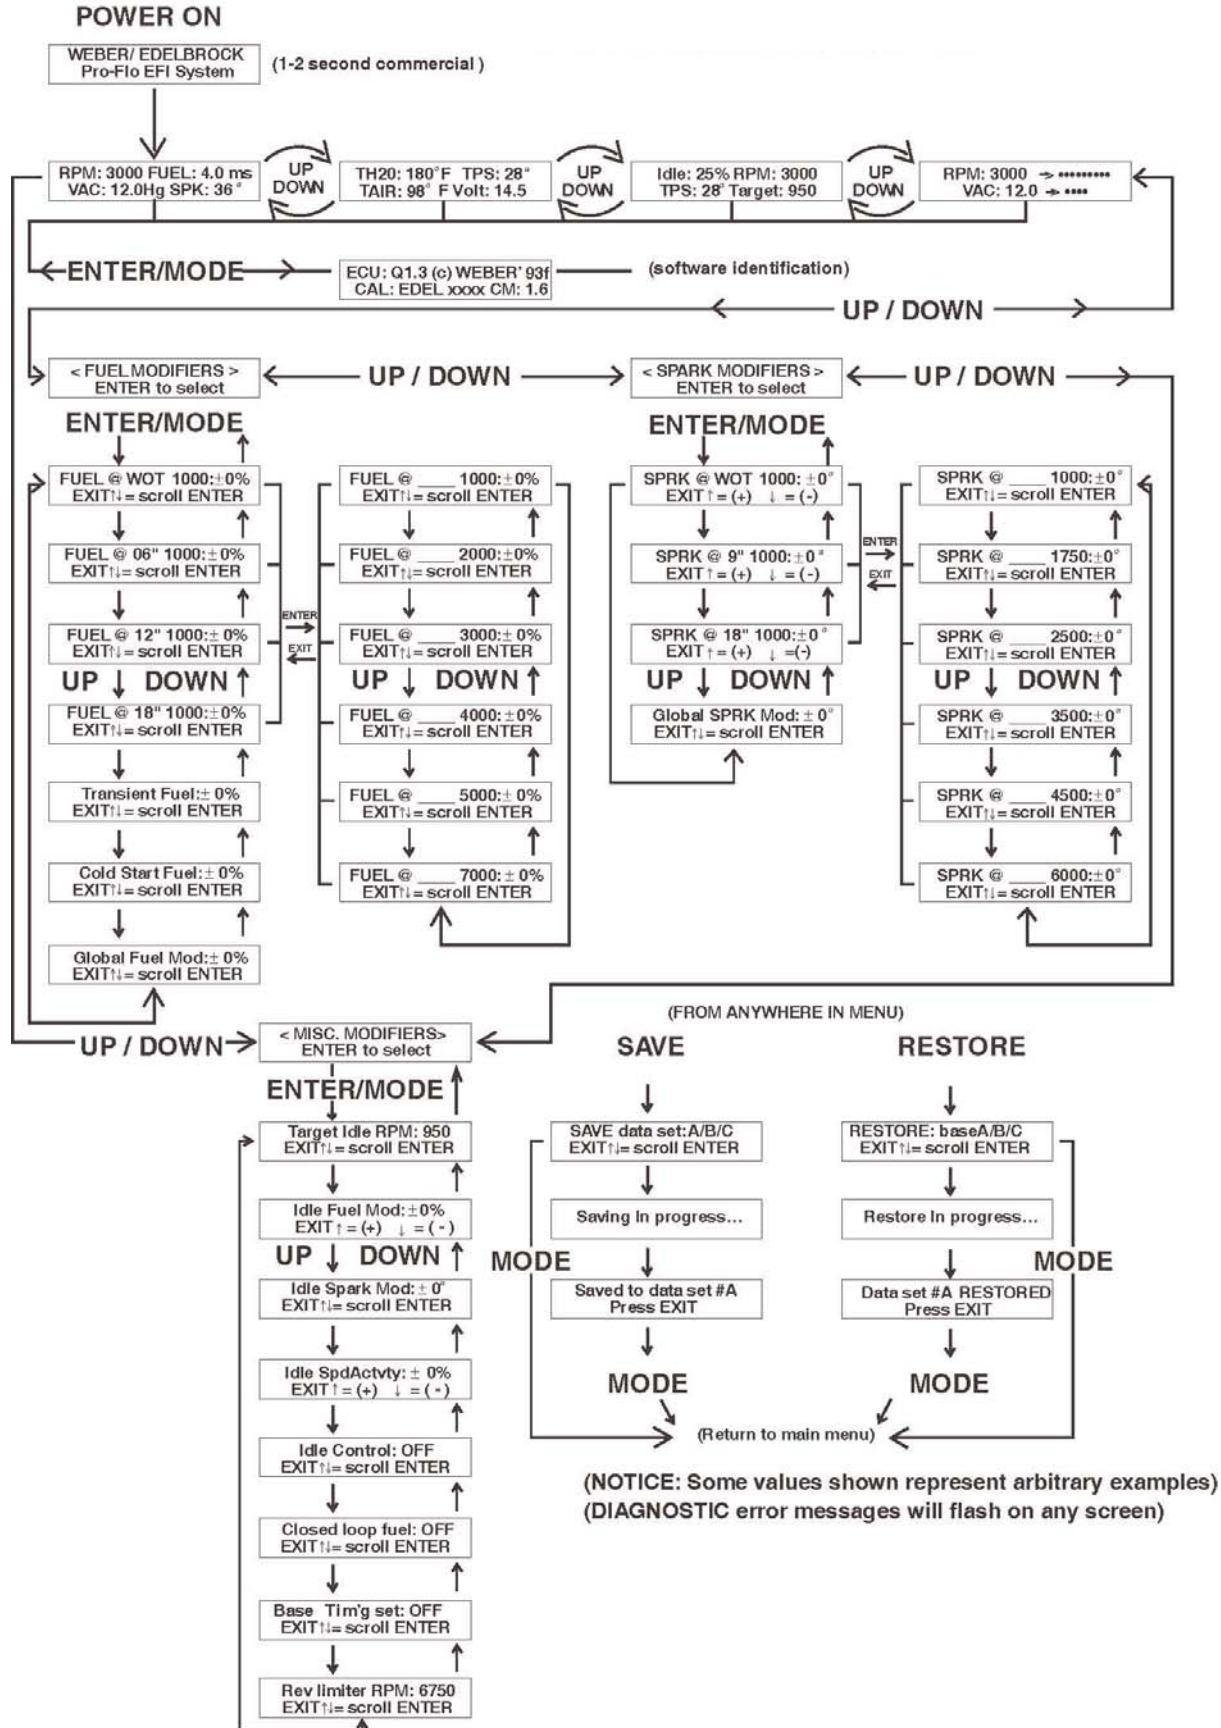 POWER ON
WEBER/ EDELBROCK
Pro-Flo EFI System
(1-2 second commercial )
RPM: 3000 FUEL: 4.0 ms
VAC: 12.0Hg SPK: 36°
UP
DOWN
TH20: 180°F TPS: 28°
TAIR: 98° F Volt: 14.5
UP
DOWN
Idle: 25% RPM: 3000
TPS: 28° Target: 950
UP
DOWN
RPM: 3000 → •••••••••
VAC: 12.0 → ••••
ENTER/MODE
ECU: Q1.3 (c) WEBER' 93f
CAL: EDEL xxxx CM: 1.6
(software identification)
UP / DOWN
< FUEL MODIFIERS >
ENTER to select
UP / DOWN
< SPARK MODIFIERS >
ENTER to select
UP / DOWN
ENTER/MODE
FUEL @ WOT 1000:±0%
EXIT↑↓= scroll ENTER
FUEL @ 06" 1000:±0%
EXIT↑↓= scroll ENTER
FUEL @ 12" 1000:± 0%
EXIT↑↓= scroll ENTER
UP DOWN
FUEL @ 18" 1000:±0%
EXIT↑↓= scroll ENTER
Transient Fuel:± 0%
EXIT↑↓= scroll ENTER
Cold Start Fuel:± 0%
EXIT↑↓= scroll ENTER
Global Fuel Mod:± 0%
EXIT↑↓= scroll ENTER
ENTER
EXIT
FUEL @ ____ 1000:±0%
EXIT↑↓= scroll ENTER
FUEL @ ____ 2000:±0%
EXIT↑↓= scroll ENTER
FUEL @ ____ 3000:± 0%
EXIT↑↓= scroll ENTER
UP DOWN
FUEL @ ____ 4000:± 0%
EXIT↑↓= scroll ENTER
FUEL @ ____ 5000:± 0%
EXIT↑↓= scroll ENTER
FUEL @ ____ 7000: ± 0%
EXIT↑↓= scroll ENTER
ENTER/MODE
SPRK @ WOT 1000: ±0°
EXIT ↑ = (+) ↓ = (-)
SPRK @ 9" 1000:±0°
EXIT ↑ = (+) ↓ = (-)
SPRK @ 18" 1000:±0°
EXIT ↑ = (+) ↓ =(-)
UP DOWN
Global SPRK Mod: ± 0°
EXIT↑↓= scroll ENTER
ENTER
EXIT
SPRK @ ____ 1000:±0°
EXIT↑↓= scroll ENTER
SPRK @ ____ 1750:±0°
EXIT↑↓= scroll ENTER
SPRK @ ____ 2500:±0°
EXIT↑↓= scroll ENTER
UP DOWN
SPRK @ ____ 3500:±0°
EXIT↑↓= scroll ENTER
SPRK @ ____ 4500:±0°
EXIT↑↓= scroll ENTER
SPRK @ ____ 6000:±0°
EXIT↑↓= scroll ENTER
UP / DOWN
< MISC. MODIFIERS>
ENTER to select
ENTER/MODE
Target Idle RPM: 950
EXIT↑↓= scroll ENTER
Idle Fuel Mod: ±0%
EXIT ↑ = (+) ↓ = ( - )
UP DOWN
Idle Spark Mod: ± 0°
EXIT↑↓= scroll ENTER
Idle SpdActvty: ± 0%
EXIT ↑ = (+) ↓ = ( - )
Idle Control: OFF
EXIT↑↓= scroll ENTER
Closed loop fuel: OFF
EXIT↑↓= scroll ENTER
Base Tim'g set: OFF
EXIT↑↓= scroll ENTER
Rev limiter RPM: 6750
EXIT↑↓= scroll ENTER
(FROM ANYWHERE IN MENU)
SAVE
SAVE data set:A/B/C
EXIT↑↓= scroll ENTER
Saving In progress...
MODE
Saved to data set #A
Press EXIT
MODE
RESTORE
RESTORE: baseA/B/C
EXIT↑↓= scroll ENTER
Restore In progress...
MODE
Data set #A RESTORED
Press EXIT
MODE
(Return to main menu)
(NOTICE: Some values shown represent arbitrary examples)
(DIAGNOSTIC error messages will flash on any screen)